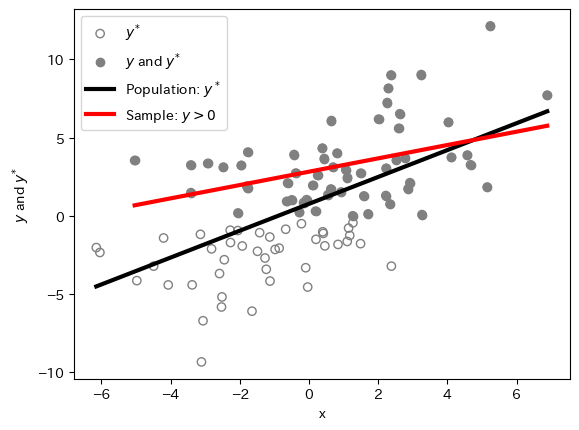 y*
y and y*
Population: y*
Sample: y > 0
y and y*
10
5
0
−5
−10
−6 −4 −2 0 2 4 6
x